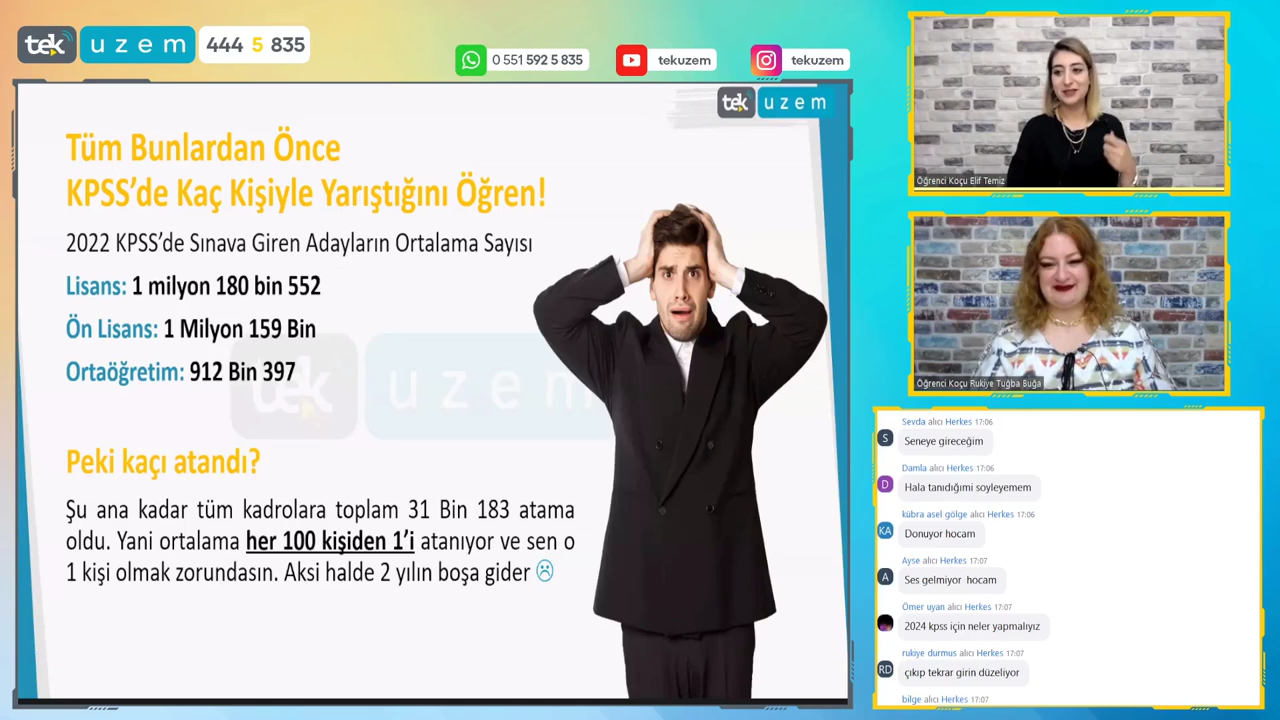 tek uzem 444 5 835
0 551 592 5 835
tekuzem
tekuzem
tek uzem
Tüm Bunlardan Önce
KPSS'de Kaç Kişiyle Yarıştığını Öğren!
2022 KPSS'de Sınava Giren Adayların Ortalama Sayısı
Lisans: 1 milyon 180 bin 552
Ön Lisans: 1 Milyon 159 Bin
Ortaöğretim: 912 Bin 397
tek uzem
Peki kaçı atandı?
Şu ana kadar tüm kadrolara toplam 31 Bin 183 atama
oldu. Yani ortalama her 100 kişiden 1'i atanıyor ve sen o
1 kişi olmak zorundasın. Aksi halde 2 yılın boşa gider ☹
Öğrenci Koçu Elif Temiz
Öğrenci Koçu Rukiye Tuğba Buğa
Sevda alıcı Herkes 17:06
S
Seneye gireceğim
Damla alıcı Herkes 17:06
D
Hala tanıdığımi soyleyemem
kübra asel gölge alıcı Herkes 17:06
KA
Donuyor hocam
Ayse alıcı Herkes 17:07
A
Ses gelmiyor hocam
Ömer uyan alıcı Herkes 17:07
2024 kpss için neler yapmalıyız
rukiye durmus alıcı Herkes 17:07
RD
çıkıp tekrar girin düzeliyor
bilge alıcı Herkes 17:07